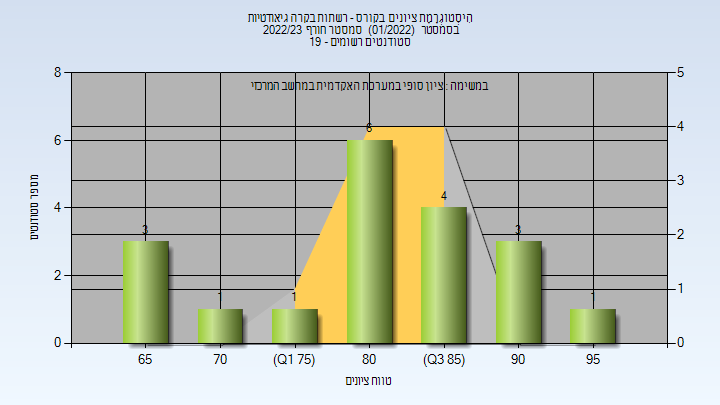 היסטוגרמת ציונים בקורס - רשתות בקרה גיאודטיות
בסמסטר (01/2022) סמסטר חורף 2022/23
סטודנטים רשומים - 19
במשימה : ציון סופי במערכת האקדמית במחשב המרכזי
מספר סטודנטים
8
6
4
2
0
5
4
3
2
1
0
3
1
1
6
4
3
1
65
70
(Q1 75)
80
(Q3 85)
90
95
טווח ציונים